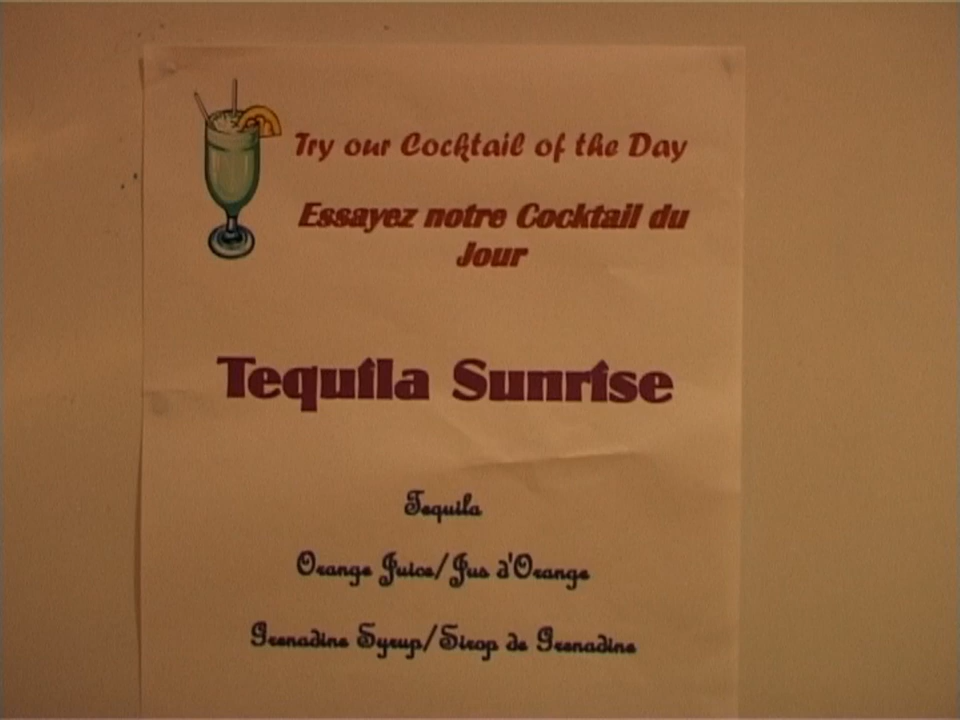 Try our Cocktail of the Day
Essayez notre Cocktail du
Jour
Tequila Sunrise
Tequila
Orange Juice/Jus d'Orange
Grenadine Syrup/Sirop de Grenadine